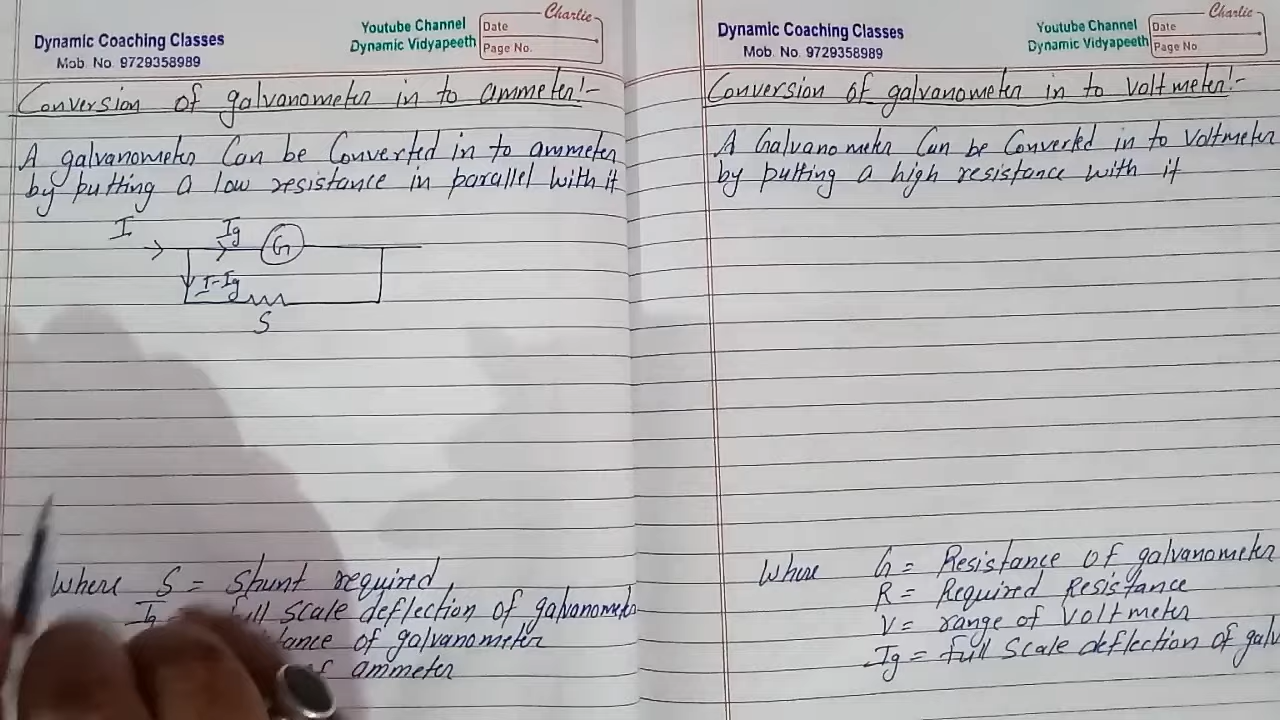 Dynamic Coaching Classes
Mob. No. 9729358989
Youtube Channel
Dynamic Vidyapeeth
Charlie
Date
Page No.
Conversion of galvanometer in to ammeter:-
A galvanometer Can be Converted in to ammeter
by putting a low resistance in parallel with it
I
Ig
G
I-Ig
S
Where S = Shunt required
Ig full scale deflection of galvanometer
of galvanometer
ammeter
Dynamic Coaching Classes
Mob. No. 9729358989
Youtube Channel
Dynamic Vidyapeeth
Charlie
Date
Page No.
Conversion of galvanometer in to voltmeter:-
A Galvanometer Can be Converted in to Voltmeter
by putting a high resistance with it
Where G = Resistance of galvanometer
R = Required Resistance
V = range of Voltmeter
Ig = full Scale deflection of galv